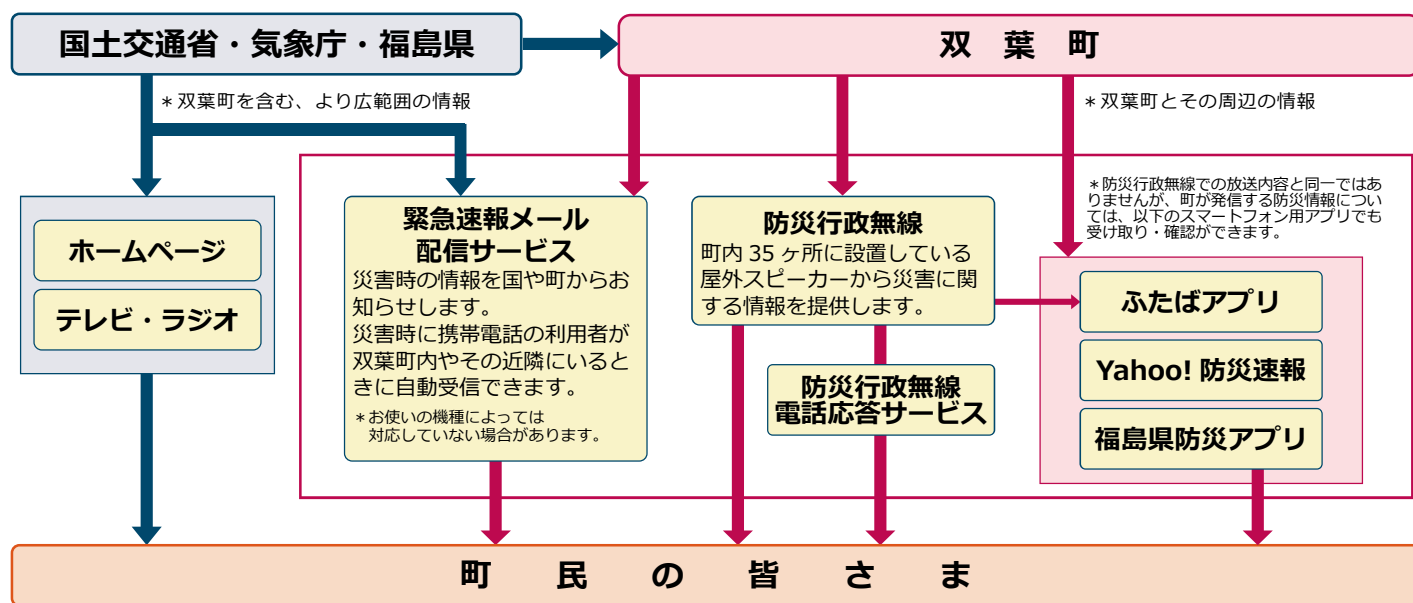 国土交通省・気象庁・福島県
双葉町
＊双葉町を含む、より広範囲の情報
＊双葉町とその周辺の情報
ホームページ
テレビ・ラジオ
緊急速報メール
配信サービス
災害時の情報を国や町からお
知らせします。
災害時に携帯電話の利用者が
双葉町内やその近隣にいると
きに自動受信できます。
＊お使いの機種によっては
対応していない場合があります。
防災行政無線
町内 35 ヶ所に設置している
屋外スピーカーから災害に関
する情報を提供します。
防災行政無線
電話応答サービス
＊防災行政無線での放送内容と同一ではあ
りませんが、町が発信する防災情報につい
ては、以下のスマートフォン用アプリでも
受け取り・確認ができます。
ふたばアプリ
Yahoo! 防災速報
福島県防災アプリ
町民の皆さま